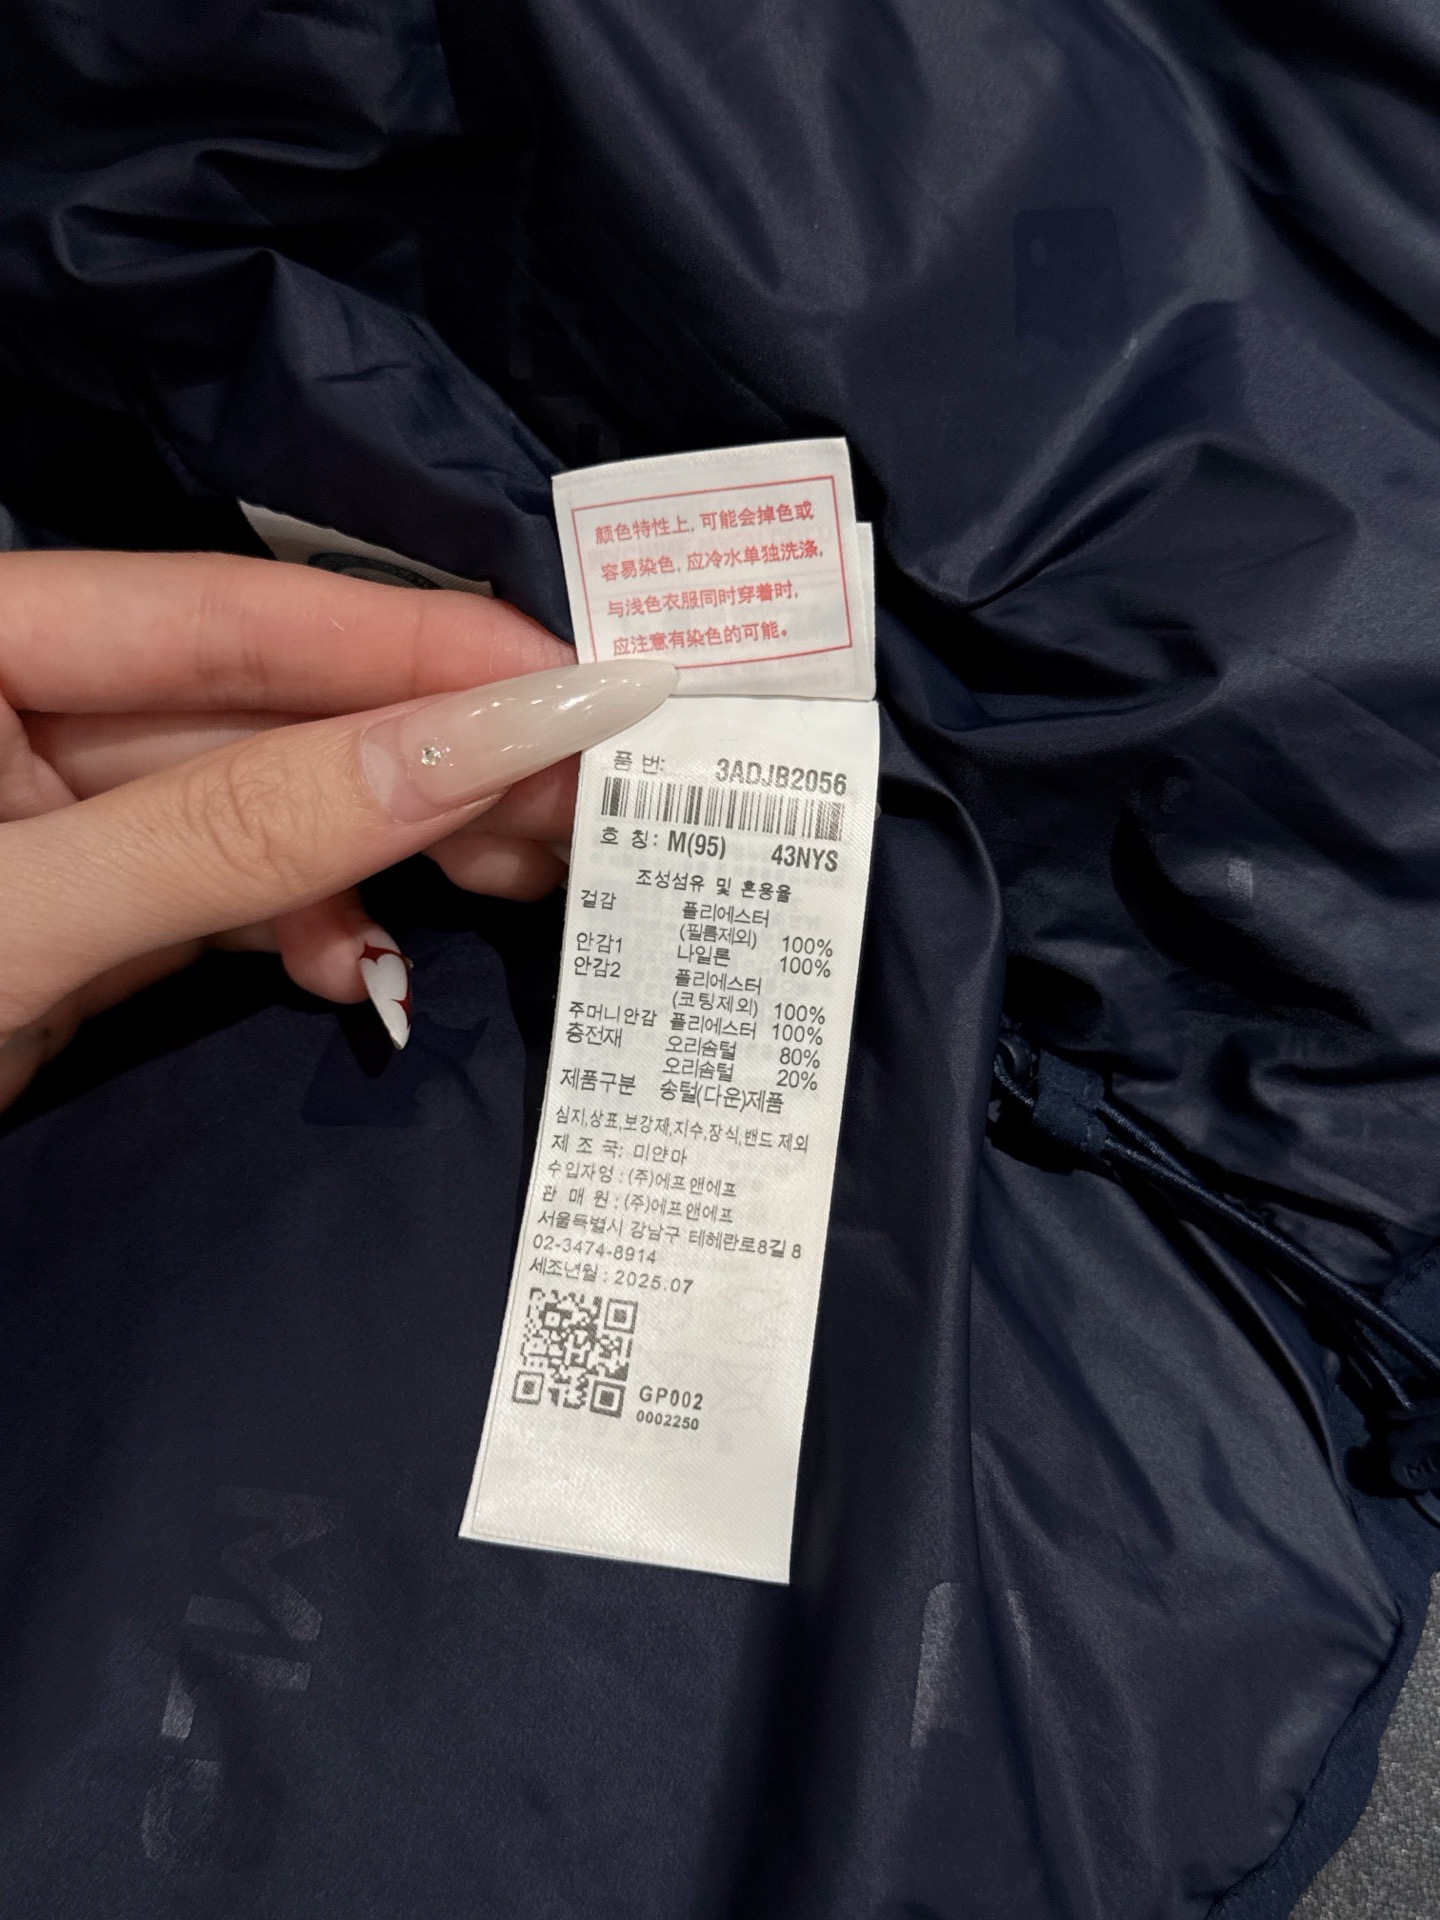 颜色特性上, 可能会掉色或
容易染色, 应冷水单独洗涤,
与浅色衣服同时穿着时,
应注意有染色的可能。
품 번: 3ADJB2056
호 칭: M(95) 43NYS
조성섬유 및 혼용율
겉감 폴리에스터
(필름제외) 100%
안감1 나일론 100%
안감2 폴리에스터
(코팅제외) 100%
주머니안감 폴리에스터 100%
충전재 오리솜털 80%
오리솜털 20%
제품구분 솜털(다운)제품
심지,상표,보강제,지수,장식,밴드 제외
제 조 국: 미얀마
수입자명 : (주)에프앤에프
판 매 원 : (주)에프앤에프
서울특별시 강남구 테헤란로8길 8
02-3474-8914
제조년월 : 2025.07
GP002
0002250
MLB